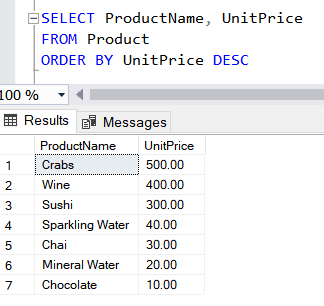 SELECT ProductName, UnitPrice
FROM Product
ORDER BY UnitPrice DESC
100 %
Results Messages
ProductName UnitPrice
1 Crabs 500.00
2 Wine 400.00
3 Sushi 300.00
4 Sparkling Water 40.00
5 Chai 30.00
6 Mineral Water 20.00
7 Chocolate 10.00